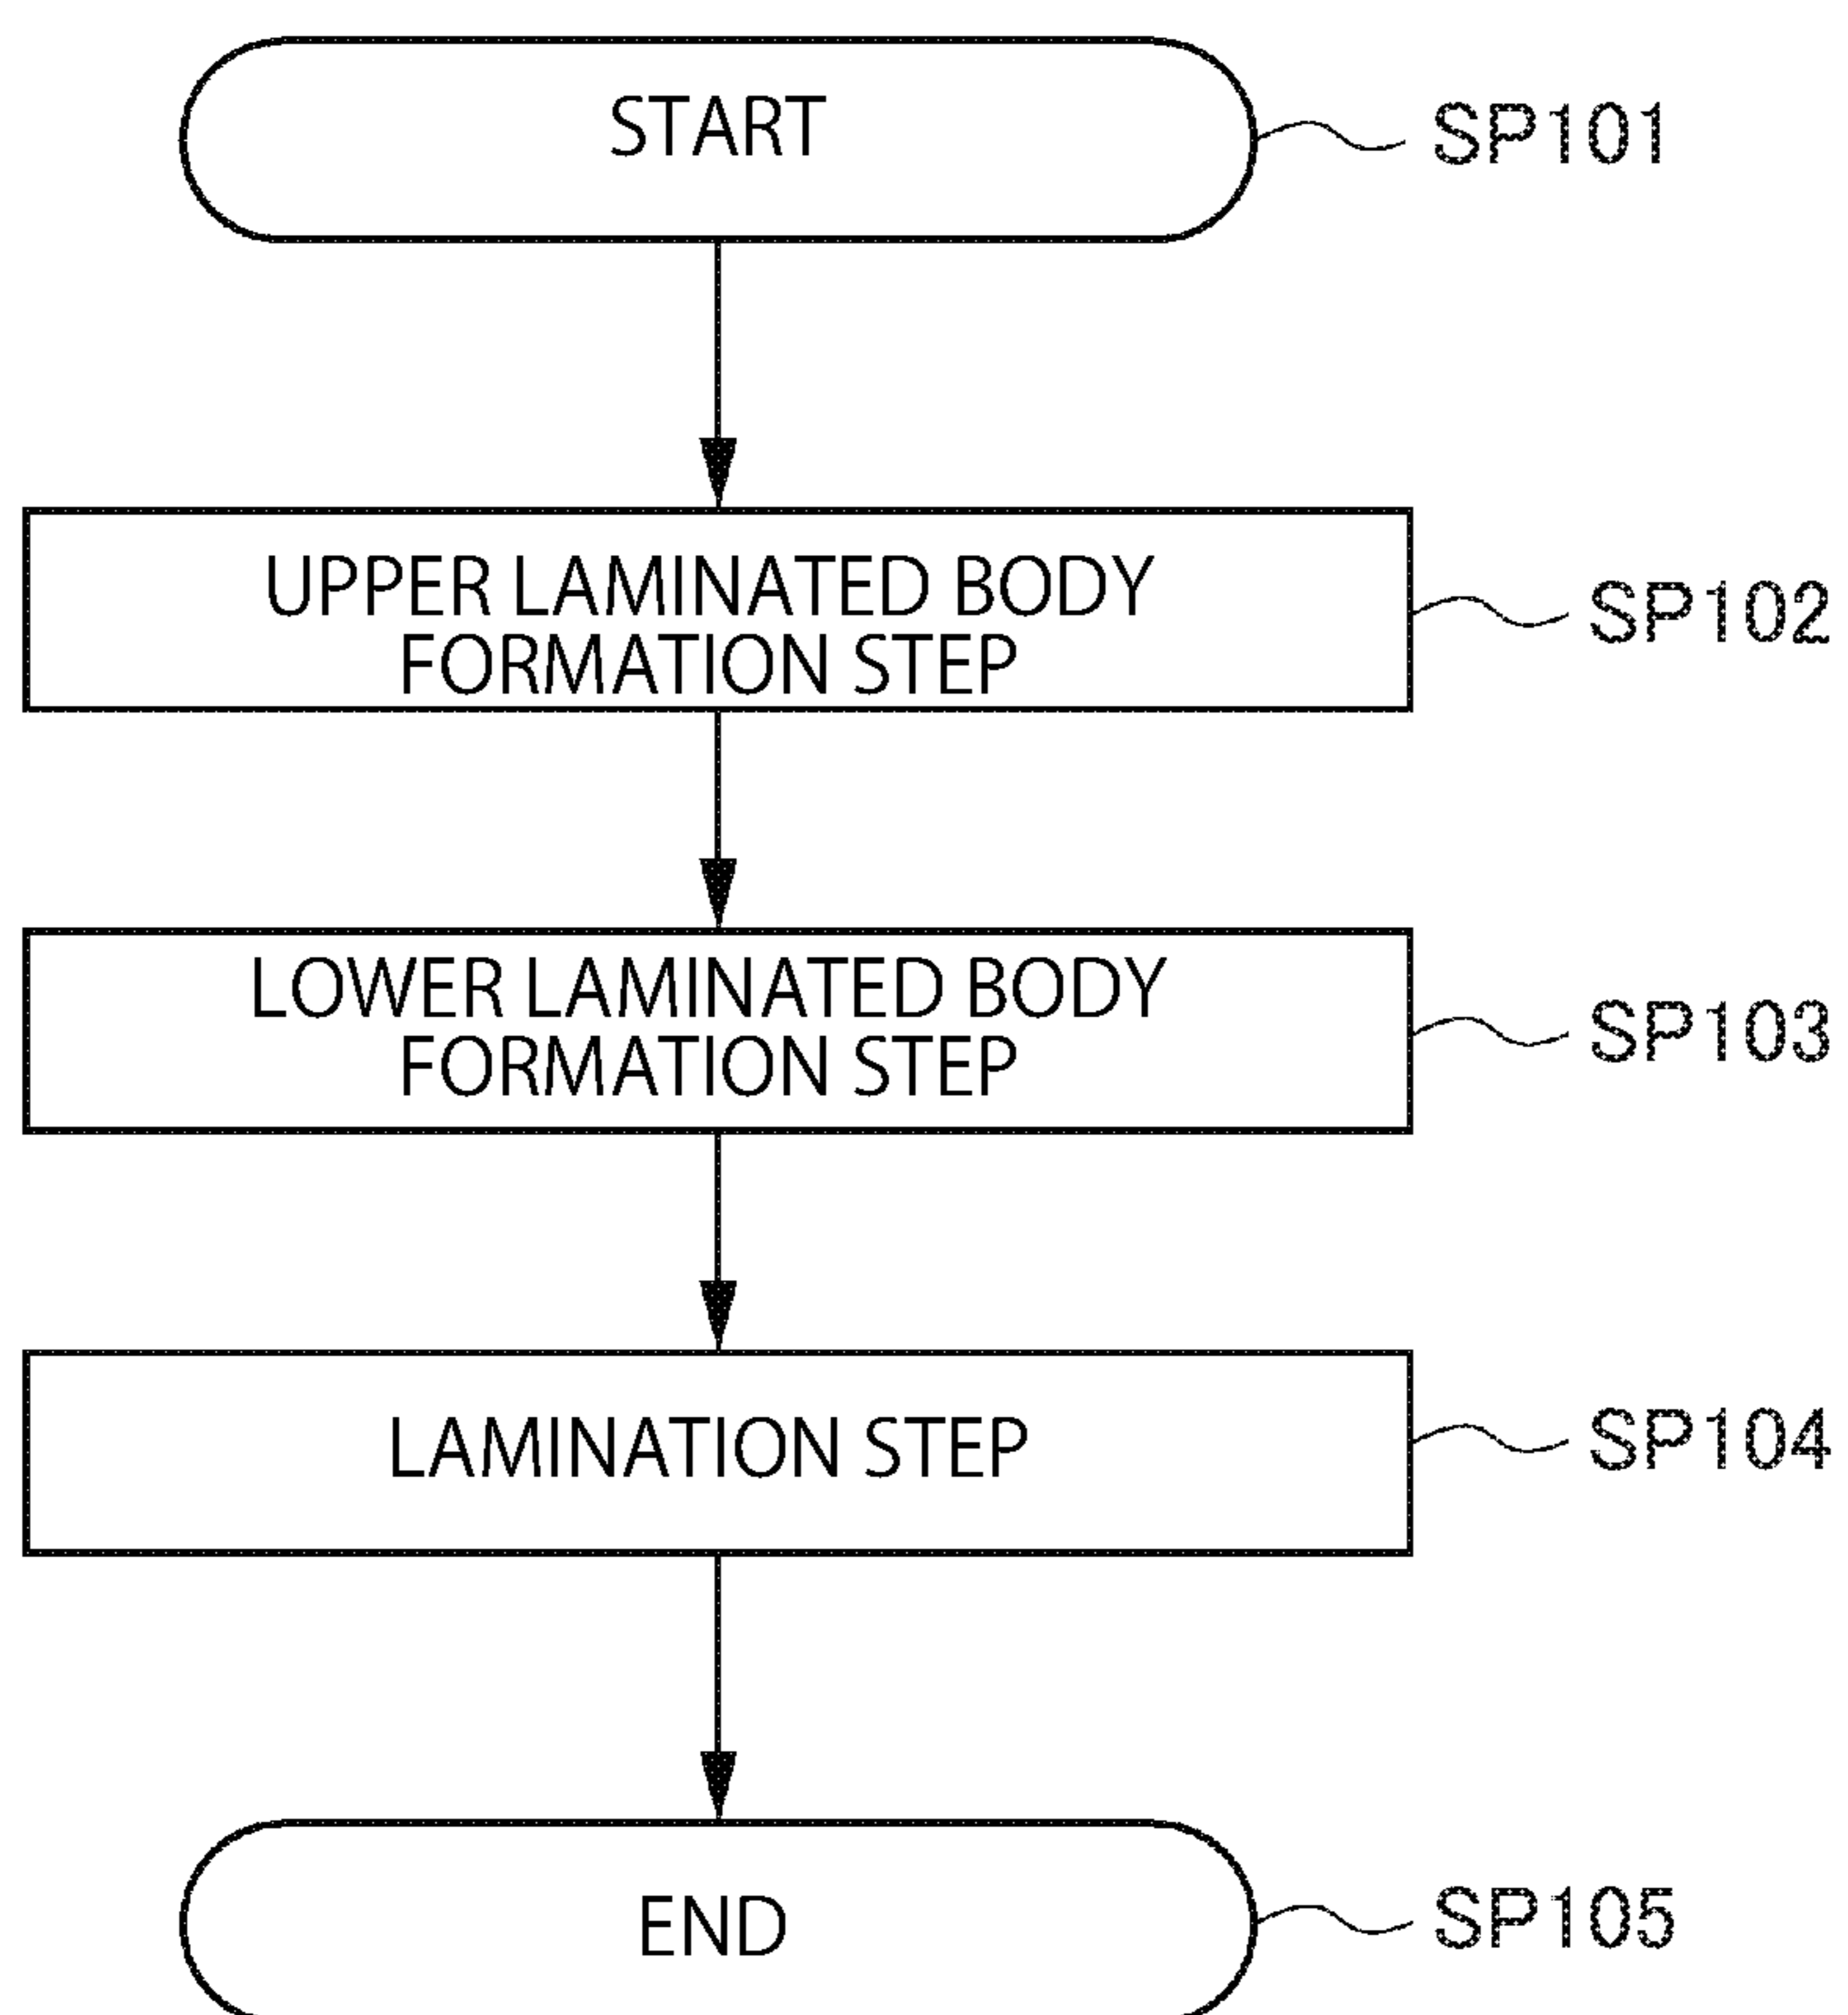 START
SP101
UPPER LAMINATED BODY
FORMATION STEP
SP102
LOWER LAMINATED BODY
FORMATION STEP
SP103
LAMINATION STEP
SP104
END
SP105